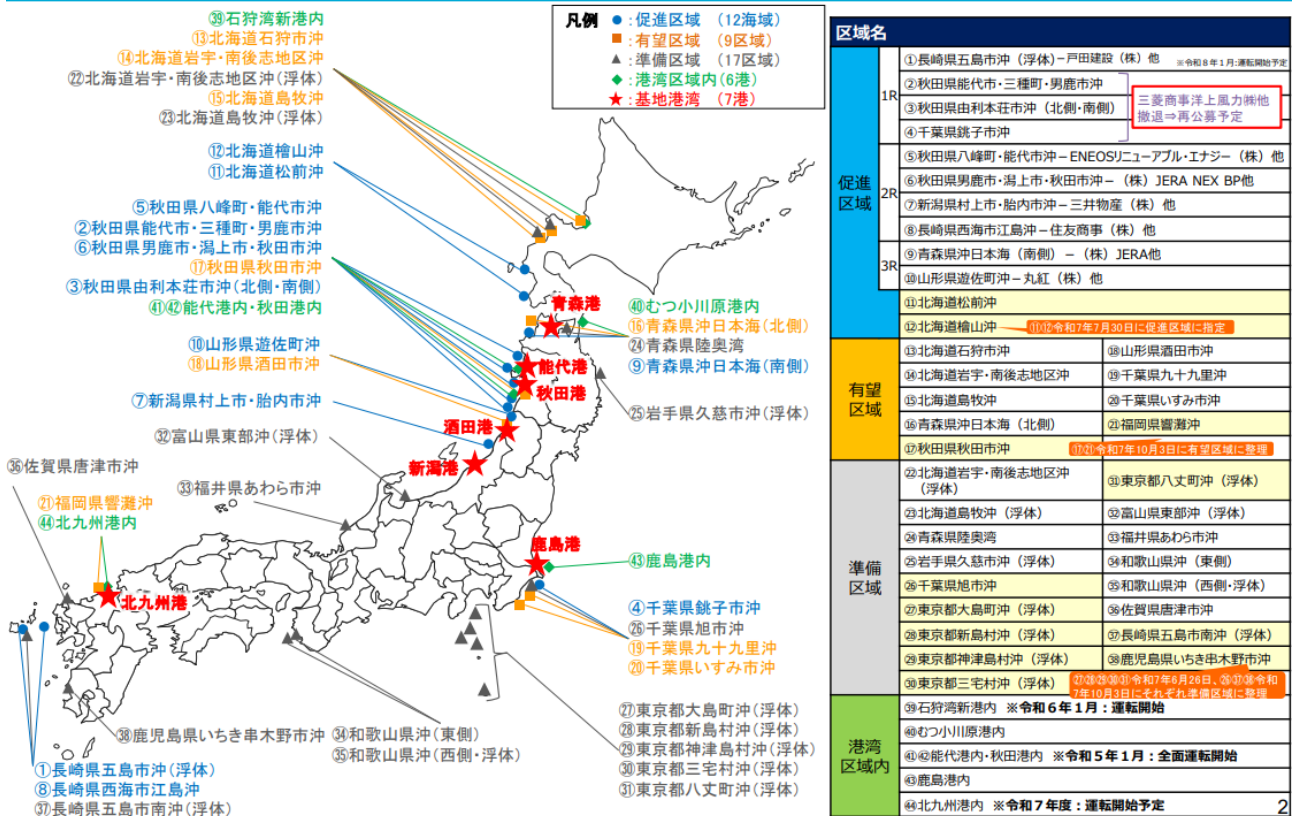 ㊴石狩湾新港内
⑬北海道石狩市沖
⑭北海道岩宇・南後志地区沖
㉒北海道岩宇・南後志地区沖(浮体)
⑮北海道島牧沖
㉓北海道島牧沖(浮体)
⑫北海道檜山沖
⑪北海道松前沖
⑤秋田県八峰町・能代市沖
②秋田県能代市・三種町・男鹿市沖
⑥秋田県男鹿市・潟上市・秋田市沖
⑰秋田県秋田市沖
③秋田県由利本荘市沖(北側・南側)
㊶㊷能代港内・秋田港内
⑩山形県遊佐町沖
⑱山形県酒田市沖
⑦新潟県村上市・胎内市沖
㉜富山県東部沖(浮体)
㊱佐賀県唐津市沖
㉝福井県あわら市沖
㉑福岡県響灘沖
㊹北九州港内
凡例 ●:促進区域 (12海域)
■:有望区域 (9区域)
▲:準備区域 (17区域)
◆:港湾区域内(6港)
★:基地港湾 (7港)
青森港
能代港
秋田港
酒田港
新潟港
鹿島港
北九州港
㊵むつ小川原港内
⑯青森県沖日本海(北側)
㉔青森県陸奥湾
⑨青森県沖日本海(南側)
㉕岩手県久慈市沖(浮体)
㊸鹿島港内
④千葉県銚子市沖
㉖千葉県旭市沖
⑲千葉県九十九里沖
⑳千葉県いすみ市沖
㉗東京都大島町沖(浮体)
㉘東京都新島村沖(浮体)
㉙東京都神津島村沖(浮体)
㉚東京都三宅村沖(浮体)
㉛東京都八丈町沖(浮体)
㊳鹿児島県いちき串木野市沖
㉞和歌山県沖(東側)
㉟和歌山県沖(西側・浮体)
①長崎県五島市沖(浮体)
⑧長崎県西海市江島沖
㊲長崎県五島市南沖(浮体)
区域名
促進
区域
1R
①長崎県五島市沖（浮体）-戸田建設（株）他 ※令和8年1月:運転開始予定
②秋田県能代市・三種町・男鹿市沖
③秋田県由利本荘市沖（北側・南側）
④千葉県銚子市沖
三菱商事洋上風力㈱他
撤退⇒再公募予定
2R
⑤秋田県八峰町・能代市沖－ENEOSリニューアブル・エナジー（株）他
⑥秋田県男鹿市・潟上市・秋田市沖－（株）JERA NEX BP他
⑦新潟県村上市・胎内市沖－三井物産（株）他
⑧長崎県西海市江島沖－住友商事（株）他
3R
⑨青森県沖日本海（南側）－（株）JERA他
⑩山形県遊佐町沖－丸紅（株）他
⑪北海道松前沖
⑫北海道檜山沖
⑪⑫令和7年7月30日に促進区域に指定
有望
区域
⑬北海道石狩市沖
⑱山形県酒田市沖
⑭北海道岩宇・南後志地区沖
⑲千葉県九十九里沖
⑮北海道島牧沖
⑳千葉県いすみ市沖
⑯青森県沖日本海（北側）
㉑福岡県響灘沖
⑰秋田県秋田市沖
⑰㉑令和7年10月3日に有望区域に整理
準備
区域
㉒北海道岩宇・南後志地区沖
（浮体）
㉛東京都八丈町沖（浮体）
㉓北海道島牧沖（浮体）
㉜富山県東部沖（浮体）
㉔青森県陸奥湾
㉝福井県あわら市沖
㉕岩手県久慈市沖（浮体）
㉞和歌山県沖（東側）
㉖千葉県旭市沖
㉟和歌山県沖（西側・浮体）
㉗東京都大島町沖（浮体）
㊱佐賀県唐津市沖
㉘東京都新島村沖（浮体）
㊲長崎県五島市南沖（浮体）
㉙東京都神津島村沖（浮体）
㊳鹿児島県いちき串木野市沖
㉚東京都三宅村沖（浮体）
㉗㉘㉙㉚㉛令和7年6月26日、㉖㊲㊳令和
7年10月3日にそれぞれ準備区域に整理
港湾
区域内
㊴石狩湾新港内 ※令和６年１月：運転開始
㊵むつ小川原港内
㊶㊷能代港内・秋田港内 ※令和５年１月：全面運転開始
㊸鹿島港内
㊹北九州港内 ※令和７年度：運転開始予定
2